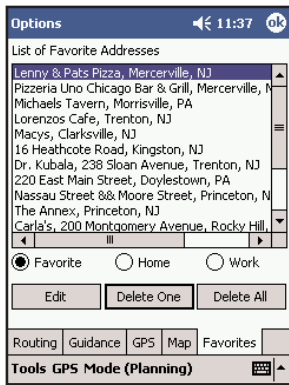 Options 11:37 ok
List of Favorite Addresses
Lenny & Pats Pizza, Mercerville, NJ
Pizzeria Uno Chicago Bar & Grill, Mercerville, N
Michaels Tavern, Morrisville, PA
Lorenzos Cafe, Trenton, NJ
Macys, Clarksville, NJ
16 Heathcote Road, Kingston, NJ
Dr. Kubala, 238 Sloan Avenue, Trenton, NJ
220 East Main Street, Doylestown, PA
Nassau Street && Moore Street, Princeton, N
The Annex, Princeton, NJ
Carla's, 200 Montgomery Avenue, Rocky Hill,
Favorite Home Work
Edit Delete One Delete All
Routing Guidance GPS Map Favorites
Tools GPS Mode (Planning)